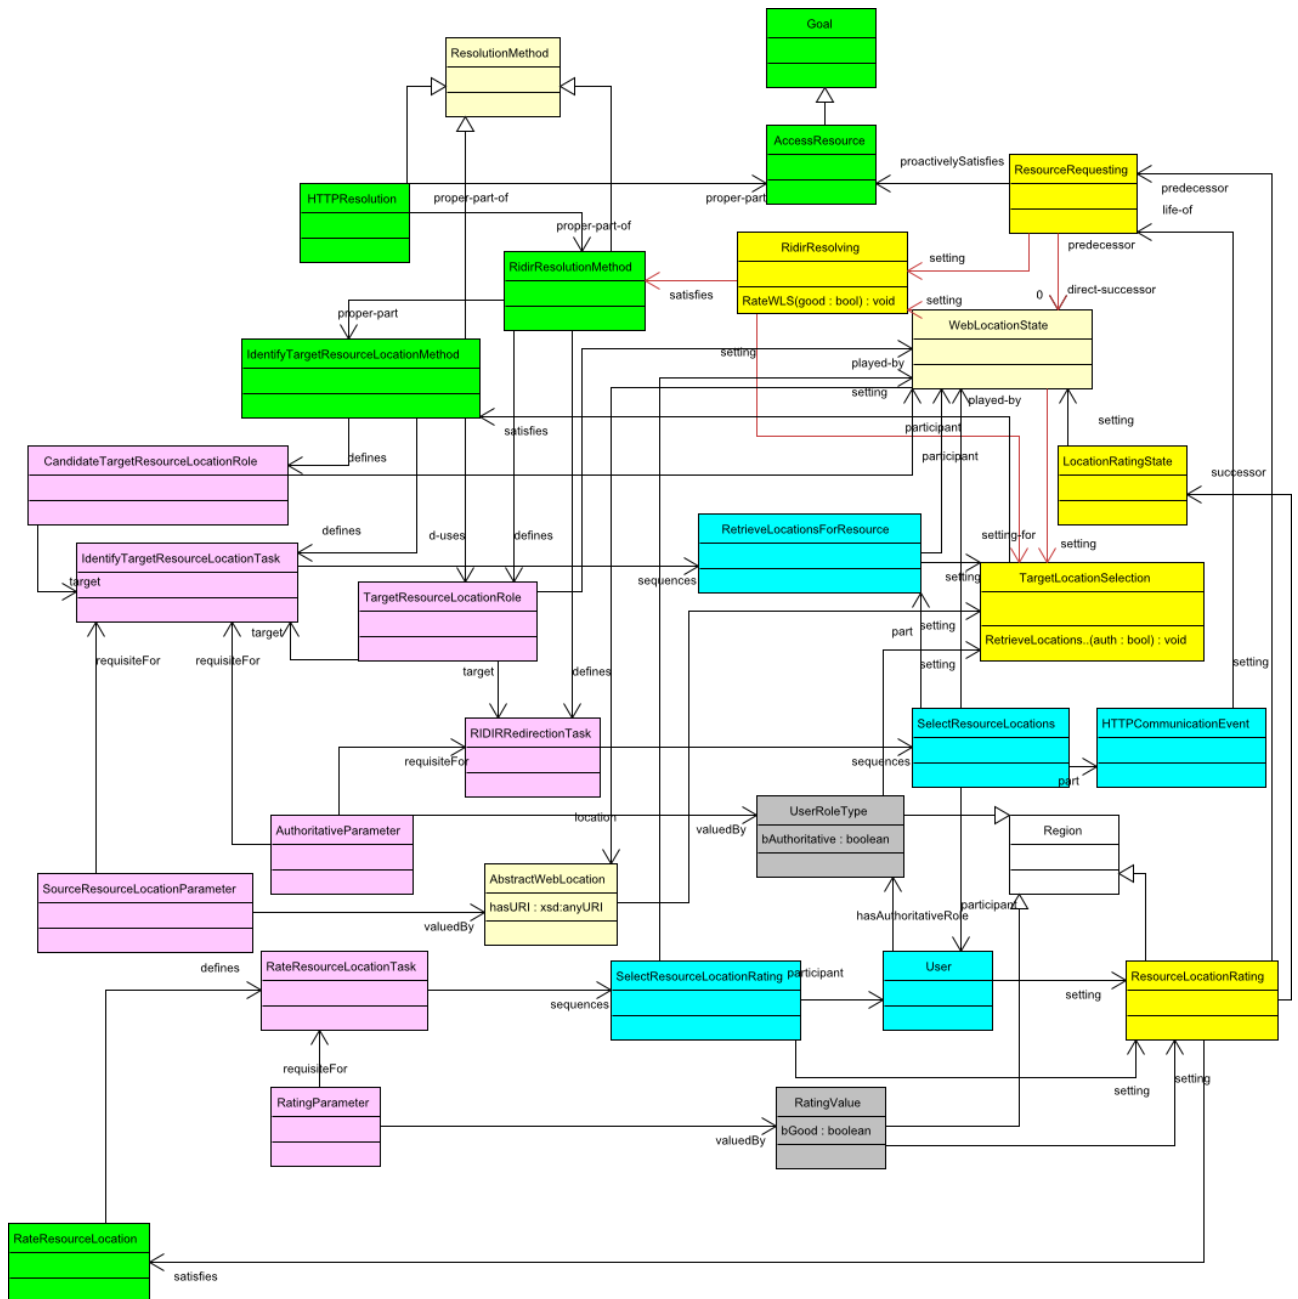 Goal
ResolutionMethod
AccessResource
proactivelySatisfies
ResourceRequesting
HTTPResolution
proper-part-of
proper-part
predecessor
life-of
proper-part-of
RidirResolving
predecessor
RidirResolutionMethod
setting
satisfies
RateWLS(good : bool) : void
setting
0
direct-successor
proper-part
WebLocationState
IdentifyTargetResourceLocationMethod
setting
played-by
setting
played-by
satisfies
participant
setting
CandidateTargetResourceLocationRole
defines
participant
LocationRatingState
successor
defines
d-uses
defines
RetrieveLocationsForResource
setting-for
setting
IdentifyTargetResourceLocationTask
target
sequences
setting
TargetLocationSelection
TargetResourceLocationRole
target
part
setting
RetrieveLocations..(auth : bool) : void
requisiteFor
requisiteFor
target
defines
setting
setting
RIDIRRedirectionTask
SelectResourceLocations
HTTPCommunicationEvent
requisiteFor
sequences
part
location
UserRoleType
AuthoritativeParameter
valuedBy
bAuthoritative : boolean
Region
SourceResourceLocationParameter
AbstractWebLocation
hasURI : xsd:anyURI
participant
hasAuthoritativeRole
valuedBy
defines
RateResourceLocationTask
SelectResourceLocationRating
participant
User
ResourceLocationRating
sequences
setting
requisiteFor
setting
setting
RatingParameter
RatingValue
valuedBy
bGood : boolean
RateResourceLocation
satisfies